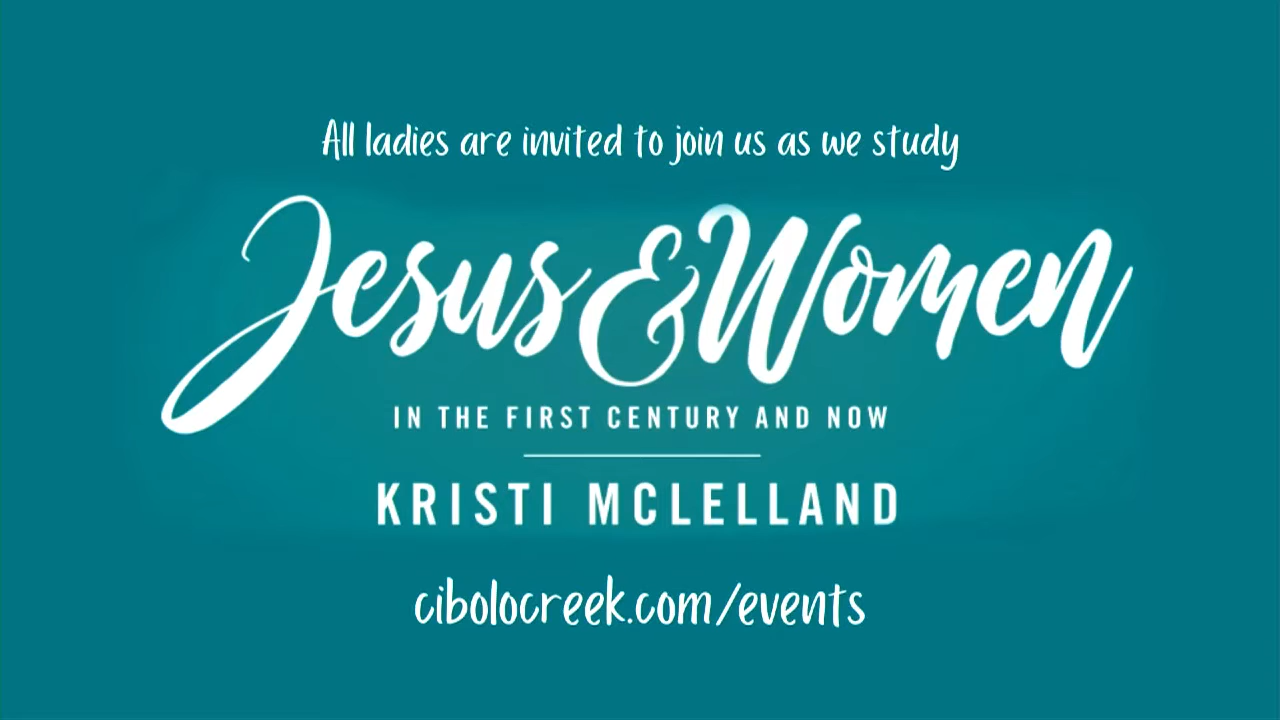 All ladies are invited to join us as we study
Jesus & Women
IN THE FIRST CENTURY AND NOW
KRISTI MCLELLAND
cibolocreek.com/events